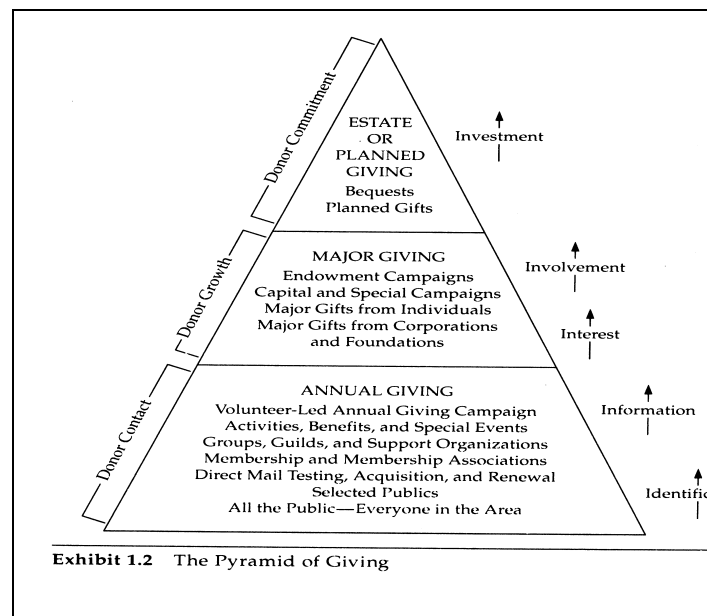 Donor Commitment
ESTATE
OR
PLANNED
GIVING
Bequests
Planned Gifts
Investment
Donor Growth
MAJOR GIVING
Endowment Campaigns
Capital and Special Campaigns
Major Gifts from Individuals
Major Gifts from Corporations
and Foundations
Involvement
Interest
Donor Contact
ANNUAL GIVING
Volunteer-Led Annual Giving Campaign
Activities, Benefits, and Special Events
Groups, Guilds, and Support Organizations
Membership and Membership Associations
Direct Mail Testing, Acquisition, and Renewal
Selected Publics
All the Public—Everyone in the Area
Information
Identific
Exhibit 1.2 The Pyramid of Giving